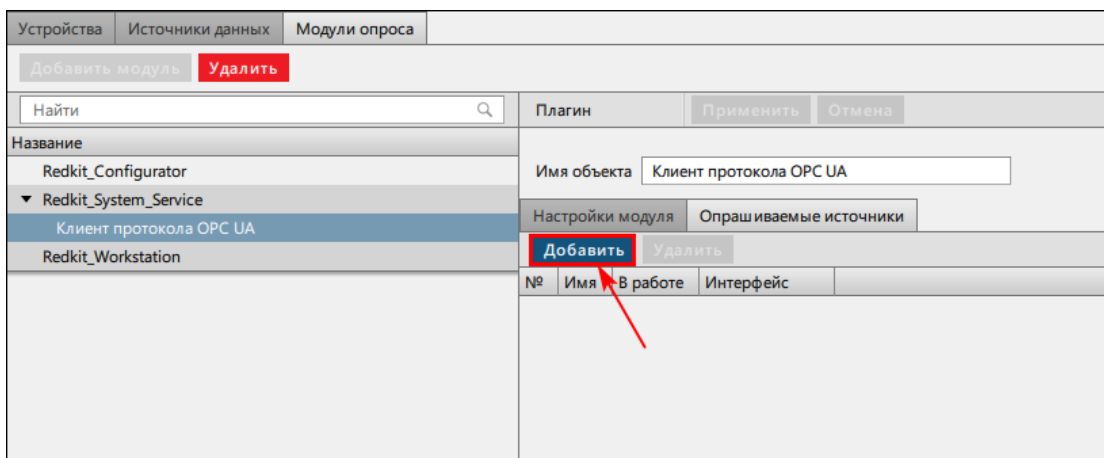 Устройства Источники данных Модули опроса
Добавить модуль Удалить
Найти
Название
Redkit_Configurator
Redkit_System_Service
Клиент протокола OPC UA
Redkit_Workstation
Плагин Применить Отмена
Имя объекта Клиент протокола OPC UA
Настройки модуля Опрашиваемые источники
Добавить Удалить
№ Имя В работе Интерфейс